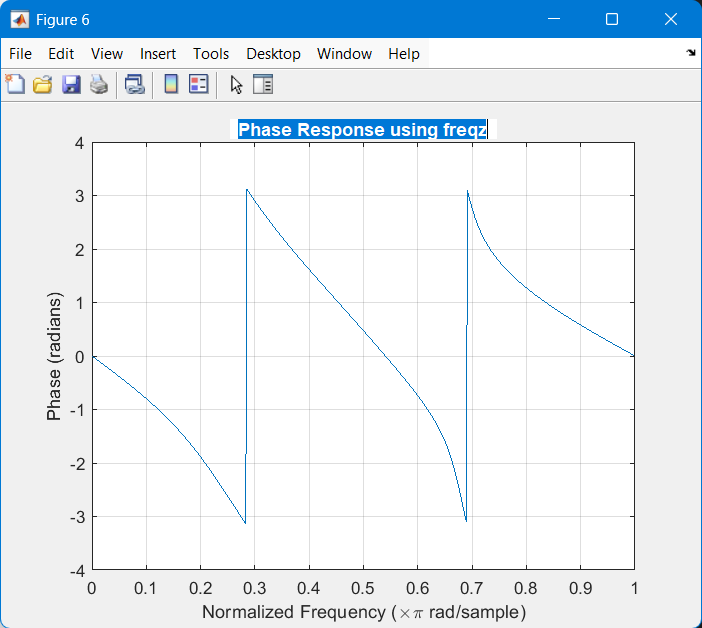 Figure 6
File Edit View Insert Tools Desktop Window Help
Phase Response using freqz
4
3
2
1
0
-1
-2
-3
-4
Phase (radians)
0 0.1 0.2 0.3 0.4 0.5 0.6 0.7 0.8 0.9 1
Normalized Frequency (×π rad/sample)